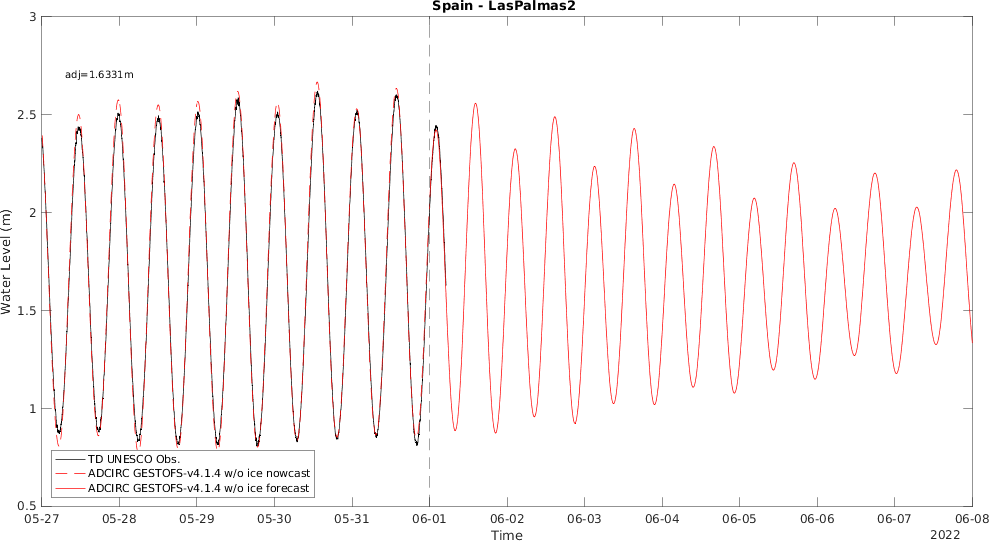 Spain - LasPalmas2
3
adj=1.6331m
2.5
2
Water Level (m)
1.5
1
TD UNESCO Obs.
ADCIRC GESTOFS-v4.1.4 w/o ice nowcast
ADCIRC GESTOFS-v4.1.4 w/o ice forecast
0.5
05-27 05-28 05-29 05-30 05-31 06-01 06-02 06-03 06-04 06-05 06-06 06-07 06-08
Time
2022